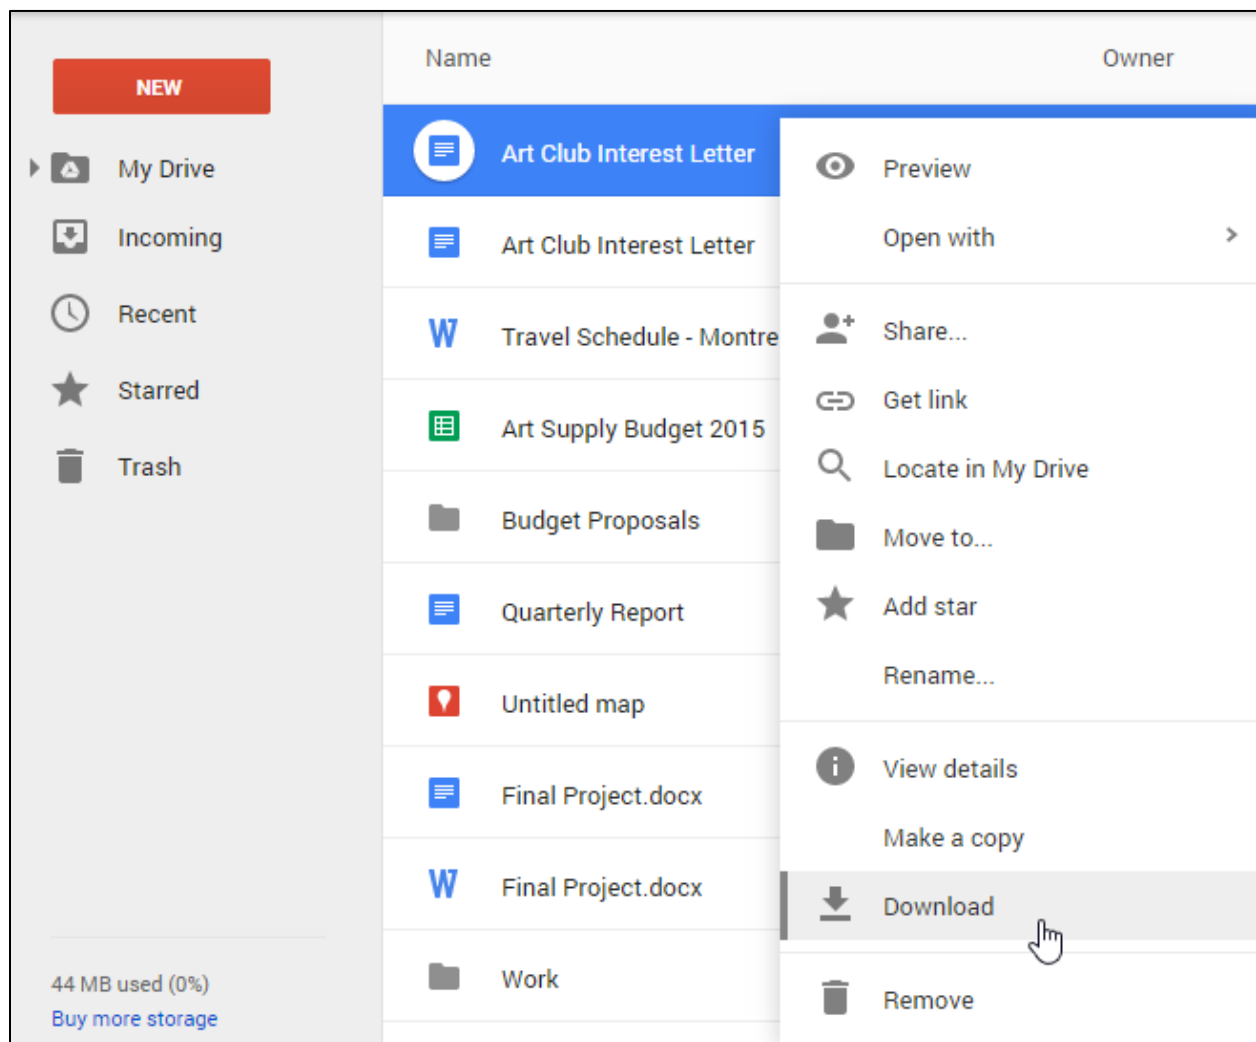 NEW
My Drive
Incoming
Recent
Starred
Trash
44 MB used (0%)
Buy more storage
Name Owner
Art Club Interest Letter
Art Club Interest Letter
Travel Schedule - Montre
Art Supply Budget 2015
Budget Proposals
Quarterly Report
Untitled map
Final Project.docx
Final Project.docx
Work
Preview
Open with
Share...
Get link
Locate in My Drive
Move to...
Add star
Rename...
View details
Make a copy
Download
Remove